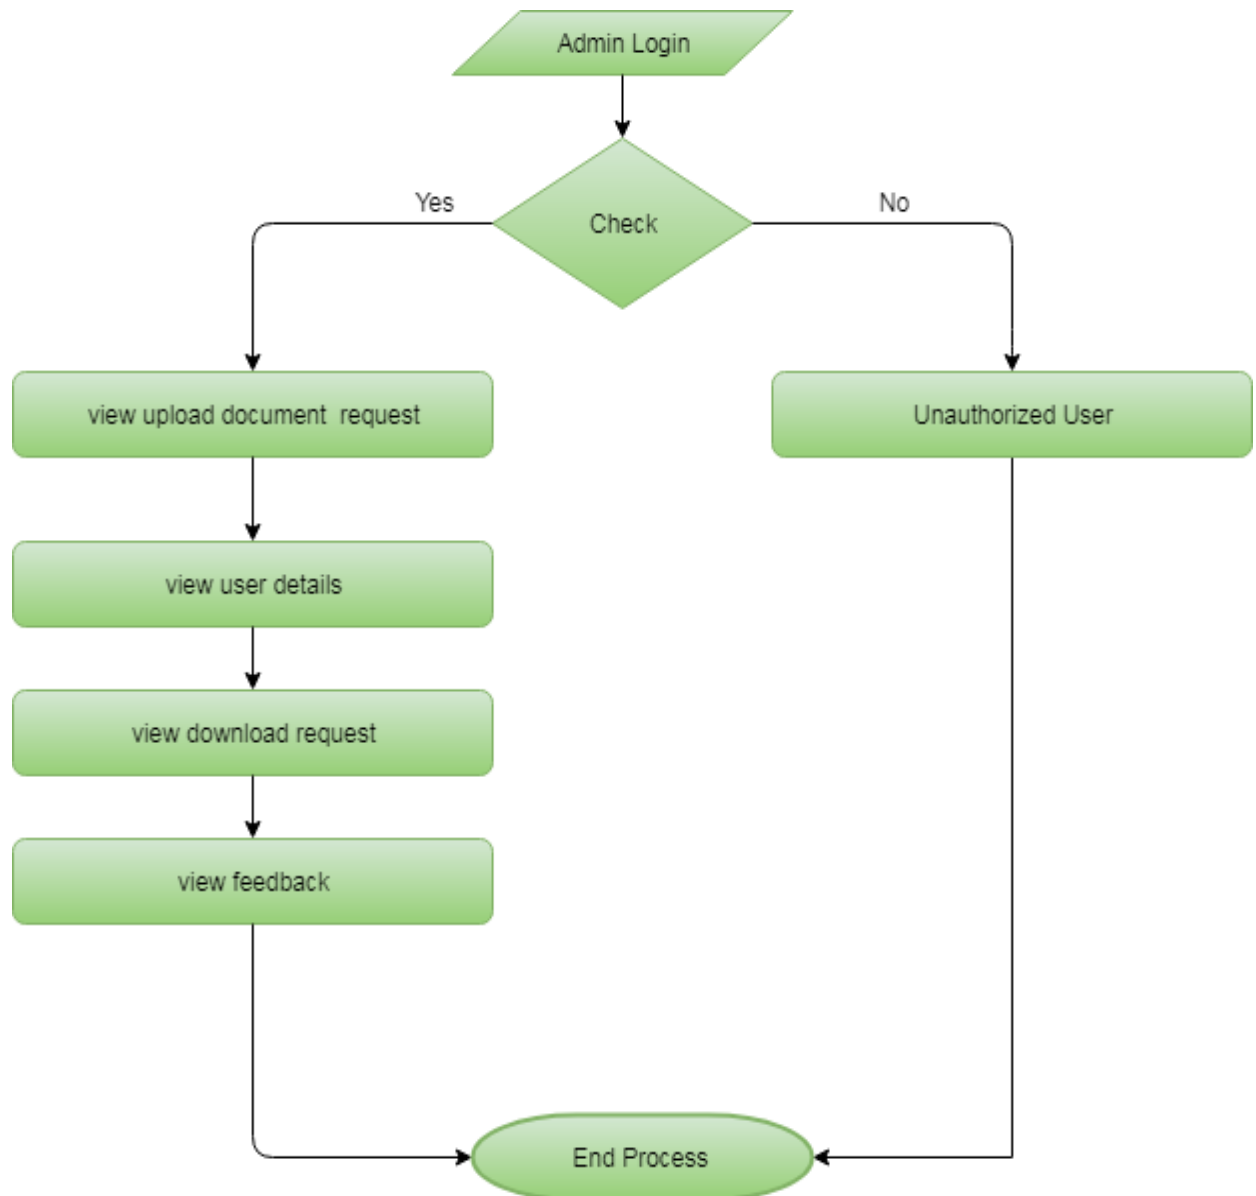 Admin Login
Check
Yes
No
view upload document  request
Unauthorized User
view user details
view download request
view feedback
End Process